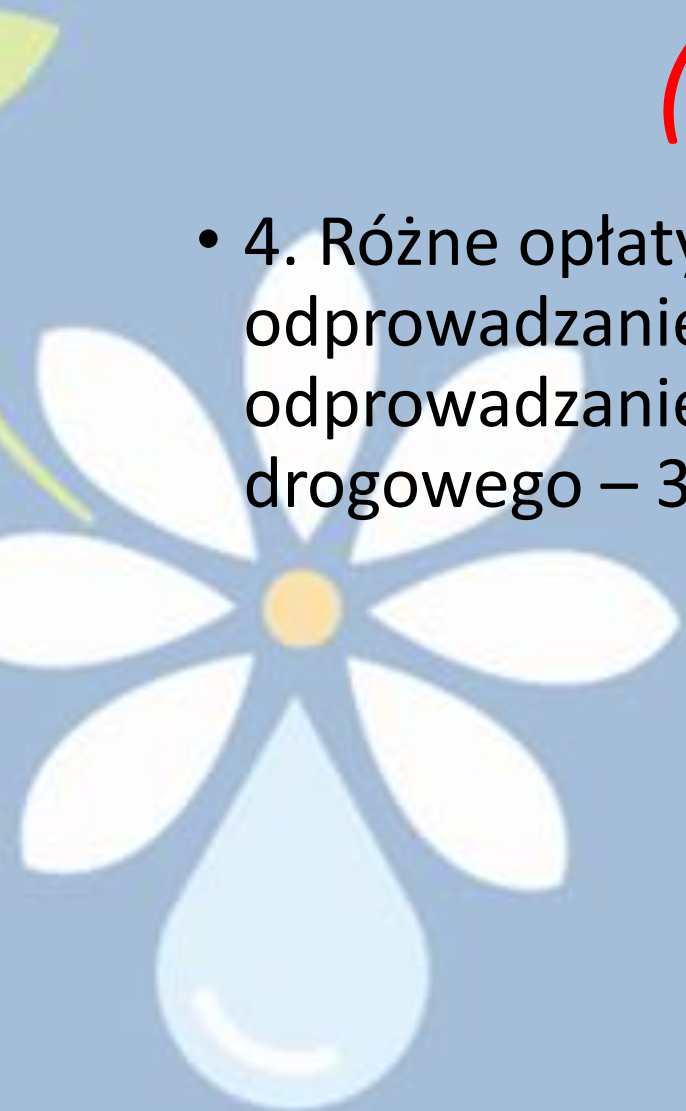 (
• 4. Różne opłaty
odprowadzanie
odprowadzanie
drogowego – 3